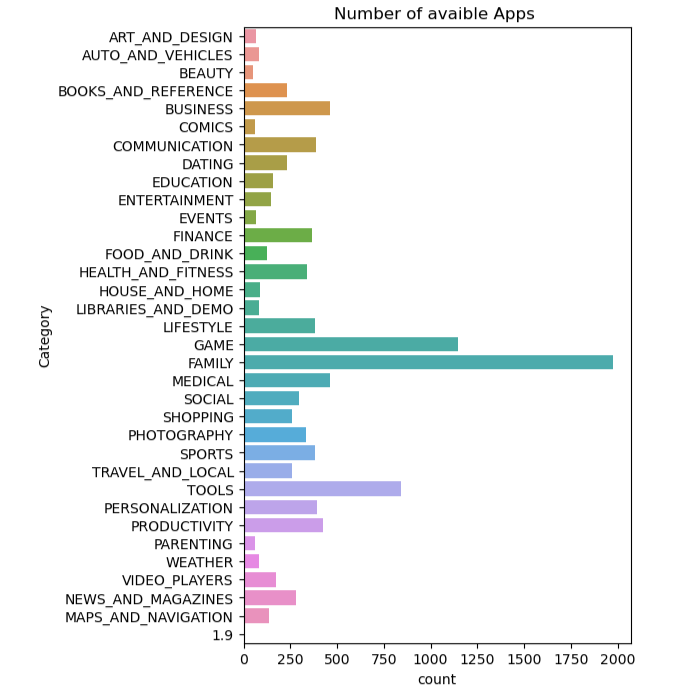 Number of avaible Apps
Category
ART_AND_DESIGN
AUTO_AND_VEHICLES
BEAUTY
BOOKS_AND_REFERENCE
BUSINESS
COMICS
COMMUNICATION
DATING
EDUCATION
ENTERTAINMENT
EVENTS
FINANCE
FOOD_AND_DRINK
HEALTH_AND_FITNESS
HOUSE_AND_HOME
LIBRARIES_AND_DEMO
LIFESTYLE
GAME
FAMILY
MEDICAL
SOCIAL
SHOPPING
PHOTOGRAPHY
SPORTS
TRAVEL_AND_LOCAL
TOOLS
PERSONALIZATION
PRODUCTIVITY
PARENTING
WEATHER
VIDEO_PLAYERS
NEWS_AND_MAGAZINES
MAPS_AND_NAVIGATION
1.9
0 250 500 750 1000 1250 1500 1750 2000
count